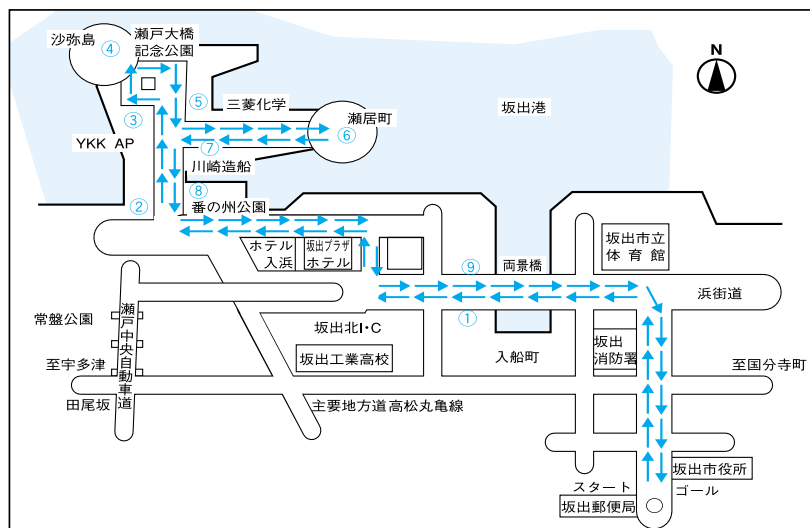 沙弥島
④
瀬戸大橋
記念公園
N
⑤
三菱化学
瀬居町
坂出港
③
⑥
YKK AP
⑦
川崎造船
⑧
②
番の州公園
ホテル
入浜
坂出プラザ
ホテル
⑨
両景橋
坂出市立
体育館
浜街道
①
常盤公園
瀬戸中央自動車道
坂出北I・C
坂出工業高校
入船町
坂出
消防署
至宇多津
至国分寺町
田尾坂
主要地方道高松丸亀線
坂出市役所
スタート
ゴール
坂出郵便局